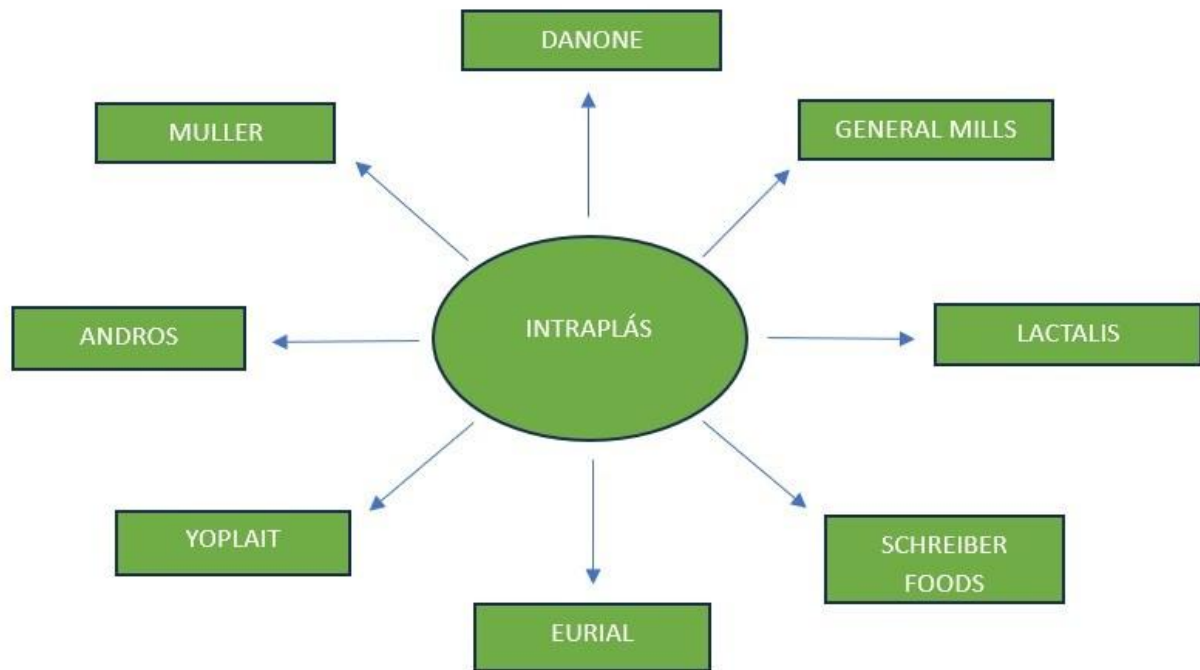 DANONE
MULLER
GENERAL MILLS
ANDROS
INTRAPLÁS
LACTALIS
YOPLAIT
SCHREIBER
FOODS
EURIAL